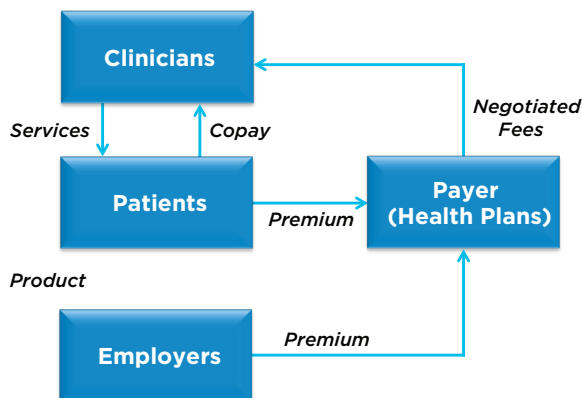 Clinicians
Services
Copay
Negotiated
Fees
Patients
Premium
Payer
(Health Plans)
Product
Employers
Premium